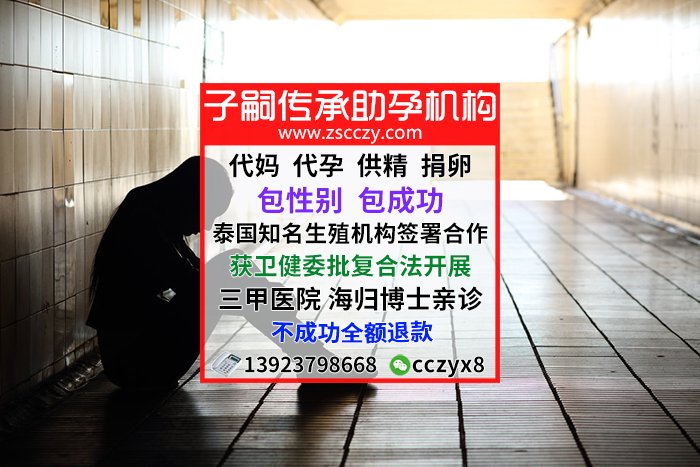 子嗣传承助孕机构
www.zscczy.com
代妈 代孕 供精 捐卵
包性别 包成功
泰国知名生殖机构签署合作
获卫健委批复合法开展
三甲医院 海归博士亲诊
不成功全额退款
13923798668 cczyx8